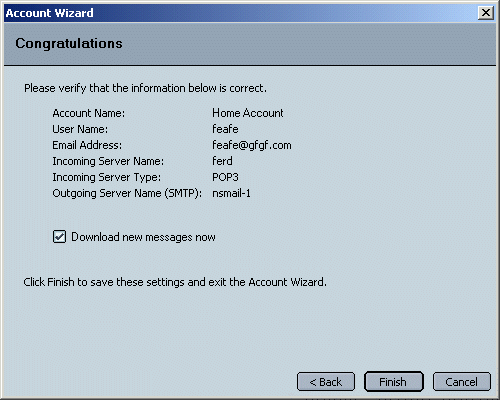 Account Wizard
Congratulations
Please verify that the information below is correct.
Account Name: Home Account
User Name: feafe
Email Address: feafe@gfgf.com
Incoming Server Name: ferd
Incoming Server Type: POP3
Outgoing Server Name (SMTP): nsmail-1
Download new messages now
Click Finish to save these settings and exit the Account Wizard.
< Back Finish Cancel